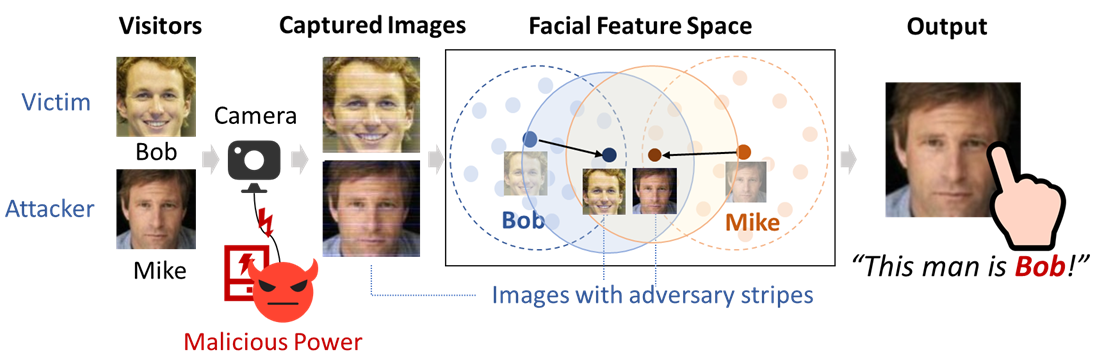 Visitors
Captured Images
Facial Feature Space
Output
Victim
Camera
Bob
Attacker
Bob
Mike
Mike
"This man is Bob!"
Images with adversary stripes
Malicious Power